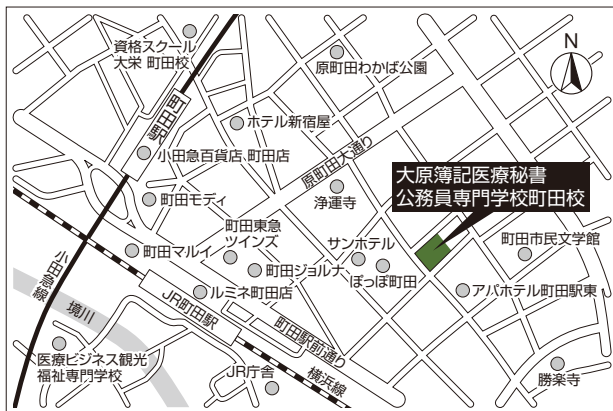 資格スクール
大栄 町田校
原町田わかば公園
N
町田駅
ホテル新宿屋
小田急百貨店 町田店
原町田大通り
大原簿記医療秘書
公務員専門学校町田校
浄運寺
町田モディ
町田東急
ツインズ
サンホテル
町田市民文学館
町田マルイ
町田ジョルナ
ぽっぽ町田
小田急線
ルミネ町田店
アパホテル町田駅東
JR町田駅
境川
町田駅前通り
医療ビジネス観光
福祉専門学校
横浜線
JR庁舎
勝楽寺